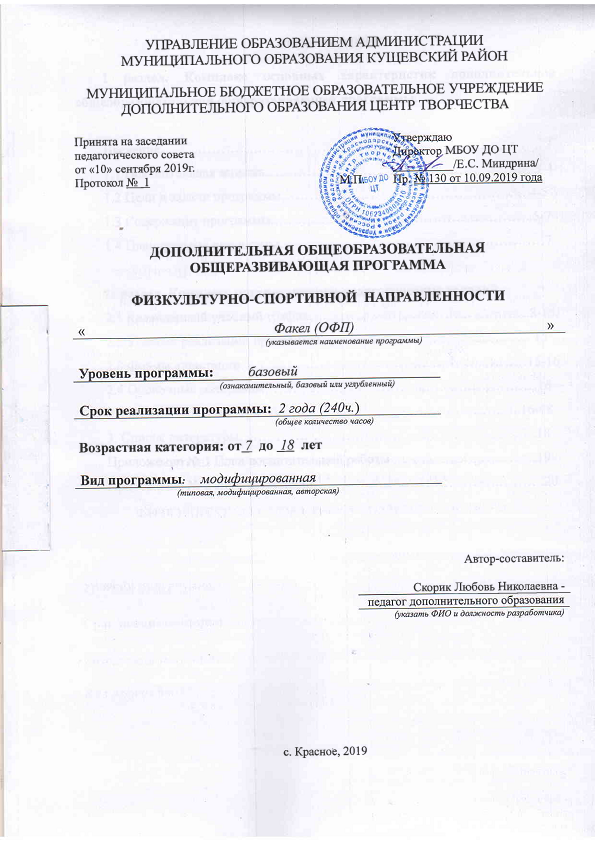 УПРАВЛЕНИЕ ОБРАЗОВАНИЕМ АДМИНИСТРАЦИИ
МУНИЦИПАЛЬНОГО ОБРАЗОВАНИЯ КУЩЕВСКИЙ РАЙОН
МУНИЦИПАЛЬНОЕ БЮДЖЕТНОЕ ОБРАЗОВАТЕЛЬНОЕ УЧРЕЖДЕНИЕ
ДОПОЛНИТЕЛЬНОГО ОБРАЗОВАНИЯ ЦЕНТР ТВОРЧЕСТВА
Принята на заседании
педагогического совета
от «10» сентября 2019г.
Протокол № 1
Утверждаю
Директор МБОУ ДО ЦТ
/Е.С. Миндрина/
М.П. Пр. № 130 от 10.09.2019 года
МБОУ ДО
ЦТ
ДОПОЛНИТЕЛЬНАЯ ОБЩЕОБРАЗОВАТЕЛЬНАЯ
ОБЩЕРАЗВИВАЮЩАЯ ПРОГРАММА
ФИЗКУЛЬТУРНО-СПОРТИВНОЙ НАПРАВЛЕННОСТИ
« Факел (ОФП) »
(указывается наименование программы)
Уровень программы: базовый
(ознакомительный, базовый или углубленный)
Срок реализации программы: 2 года (240ч.)
(общее количество часов)
Возрастная категория: от 7 до 18 лет
Вид программы: модифицированная
(типовая, модифицированная, авторская)
Автор-составитель:
Скорик Любовь Николаевна -
педагог дополнительного образования
(указать ФИО и должность разработчика)
с. Красное, 2019